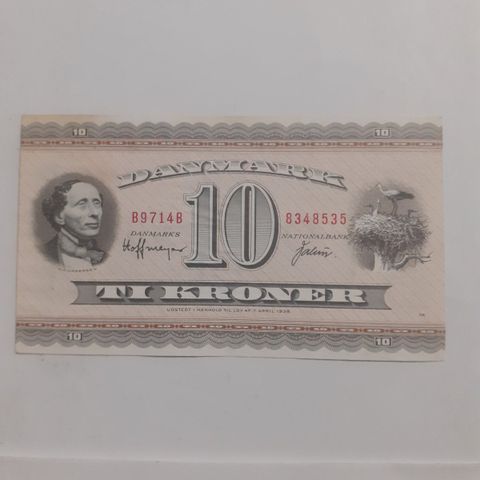 10 10
DANMARK
10
B9714B 8348535
DANMARKS NATIONALBANK
Hoffmeyer
TI KRONER
UDSTEDT I HENHOLD TIL LOV AF 7. APRIL 1936
10 10